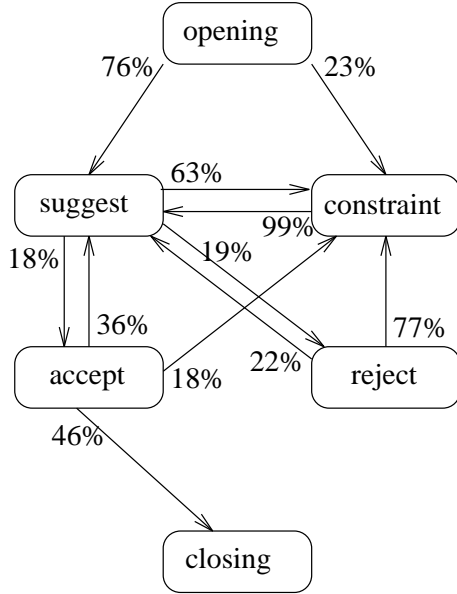 opening
76%
23%
63%
suggest
constraint
99%
18%
19%
36%
77%
accept
18%
22%
reject
46%
closing